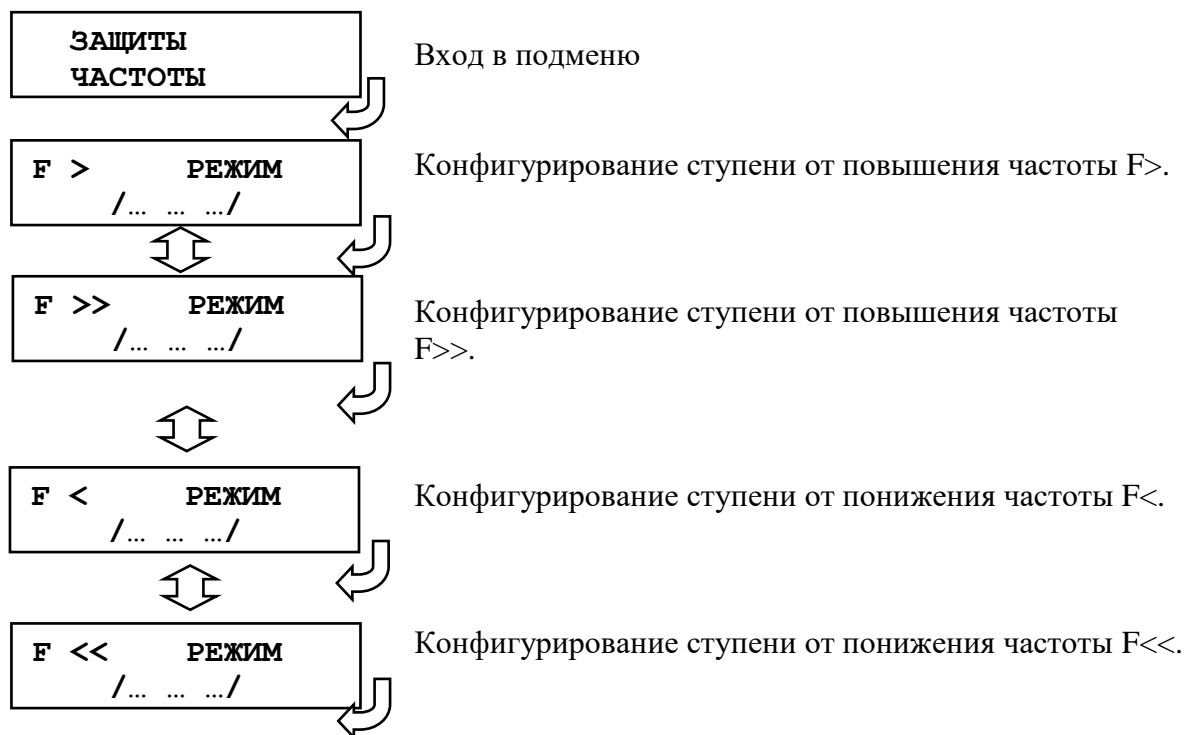 ЗАЩИТЫ
ЧАСТОТЫ
Вход в подменю
F > РЕЖИМ
/… … …/
Конфигурирование ступени от повышения частоты F>.
F >> РЕЖИМ
/… … …/
Конфигурирование ступени от повышения частоты
F>>.
F < РЕЖИМ
/… … …/
Конфигурирование ступени от понижения частоты F<.
F << РЕЖИМ
/… … …/
Конфигурирование ступени от понижения частоты F<<.